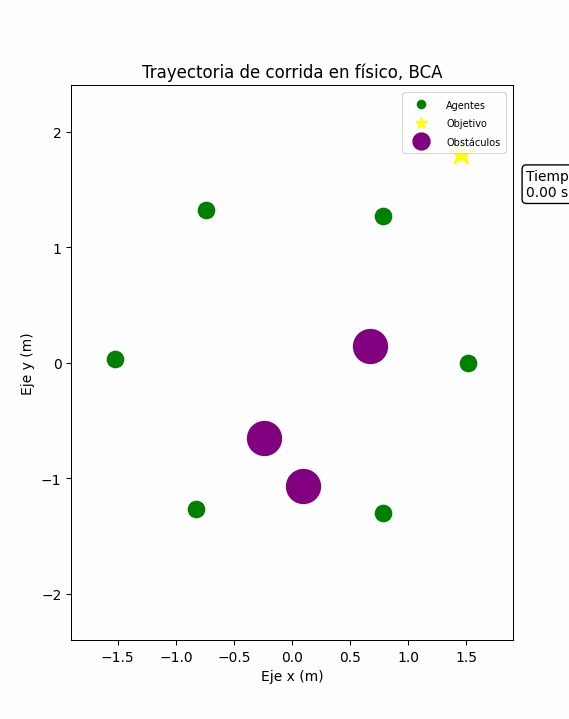 Trayectoria de corrida en físico, BCA
Agentes
Objetivo
Obstáculos
Tiemp
0.00 s
2
1
0
−1
−2
Eje y (m)
−1.5
−1.0
−0.5
0.0
0.5
1.0
1.5
Eje x (m)